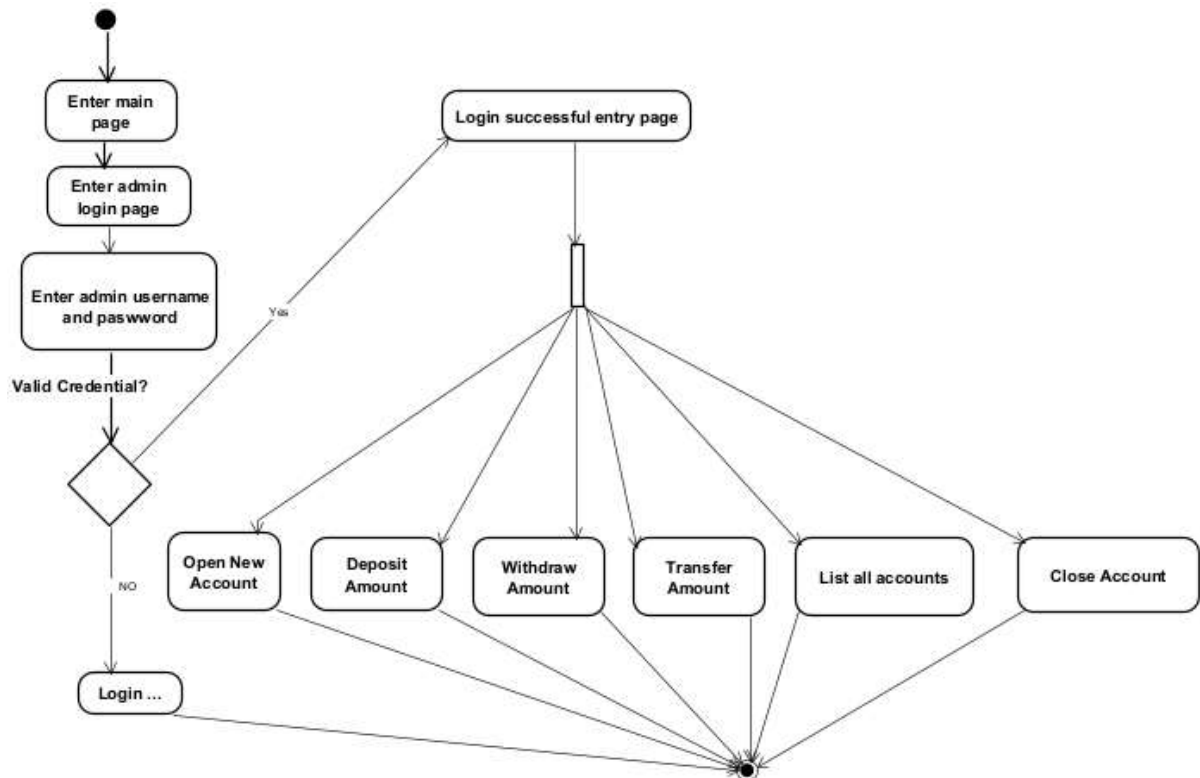 Enter main
page
Enter admin
login page
Enter admin username
and paswword
Valid Credential?
Yes
NO
Login ...
Login successful entry page
Open New
Account
Deposit
Amount
Withdraw
Amount
Transfer
Amount
List all accounts
Close Account